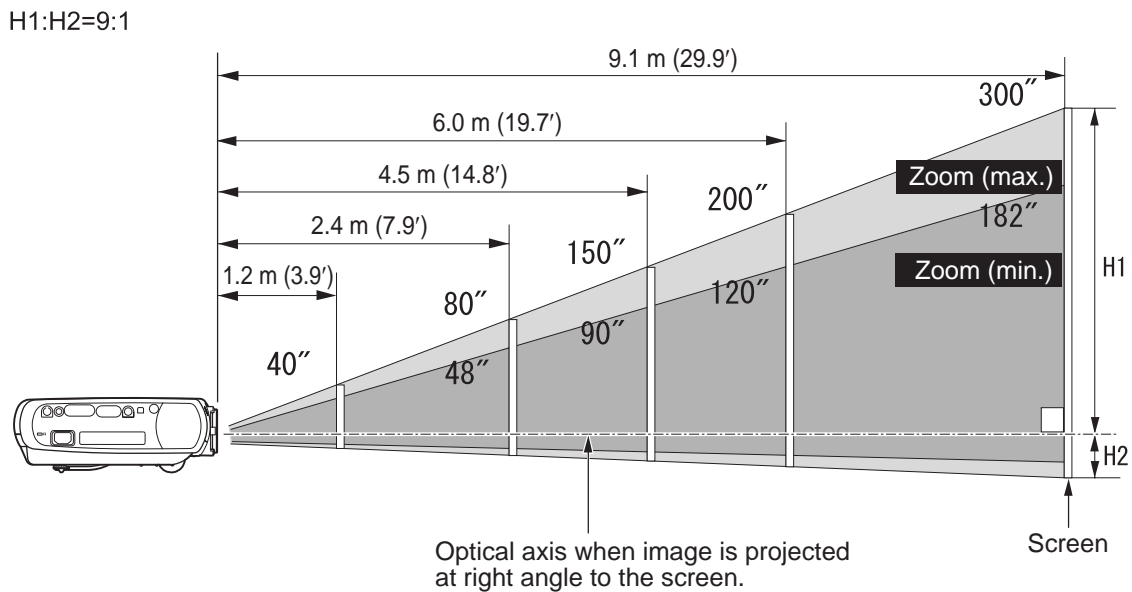 H1:H2=9:1
9.1 m (29.9′)
300″
6.0 m (19.7′)
4.5 m (14.8′)
Zoom (max.)
200″
182″
2.4 m (7.9′)
150″
Zoom (min.)
H1
1.2 m (3.9′)
120″
80″
90″
40″
48″
H2
Optical axis when image is projected
at right angle to the screen.
Screen